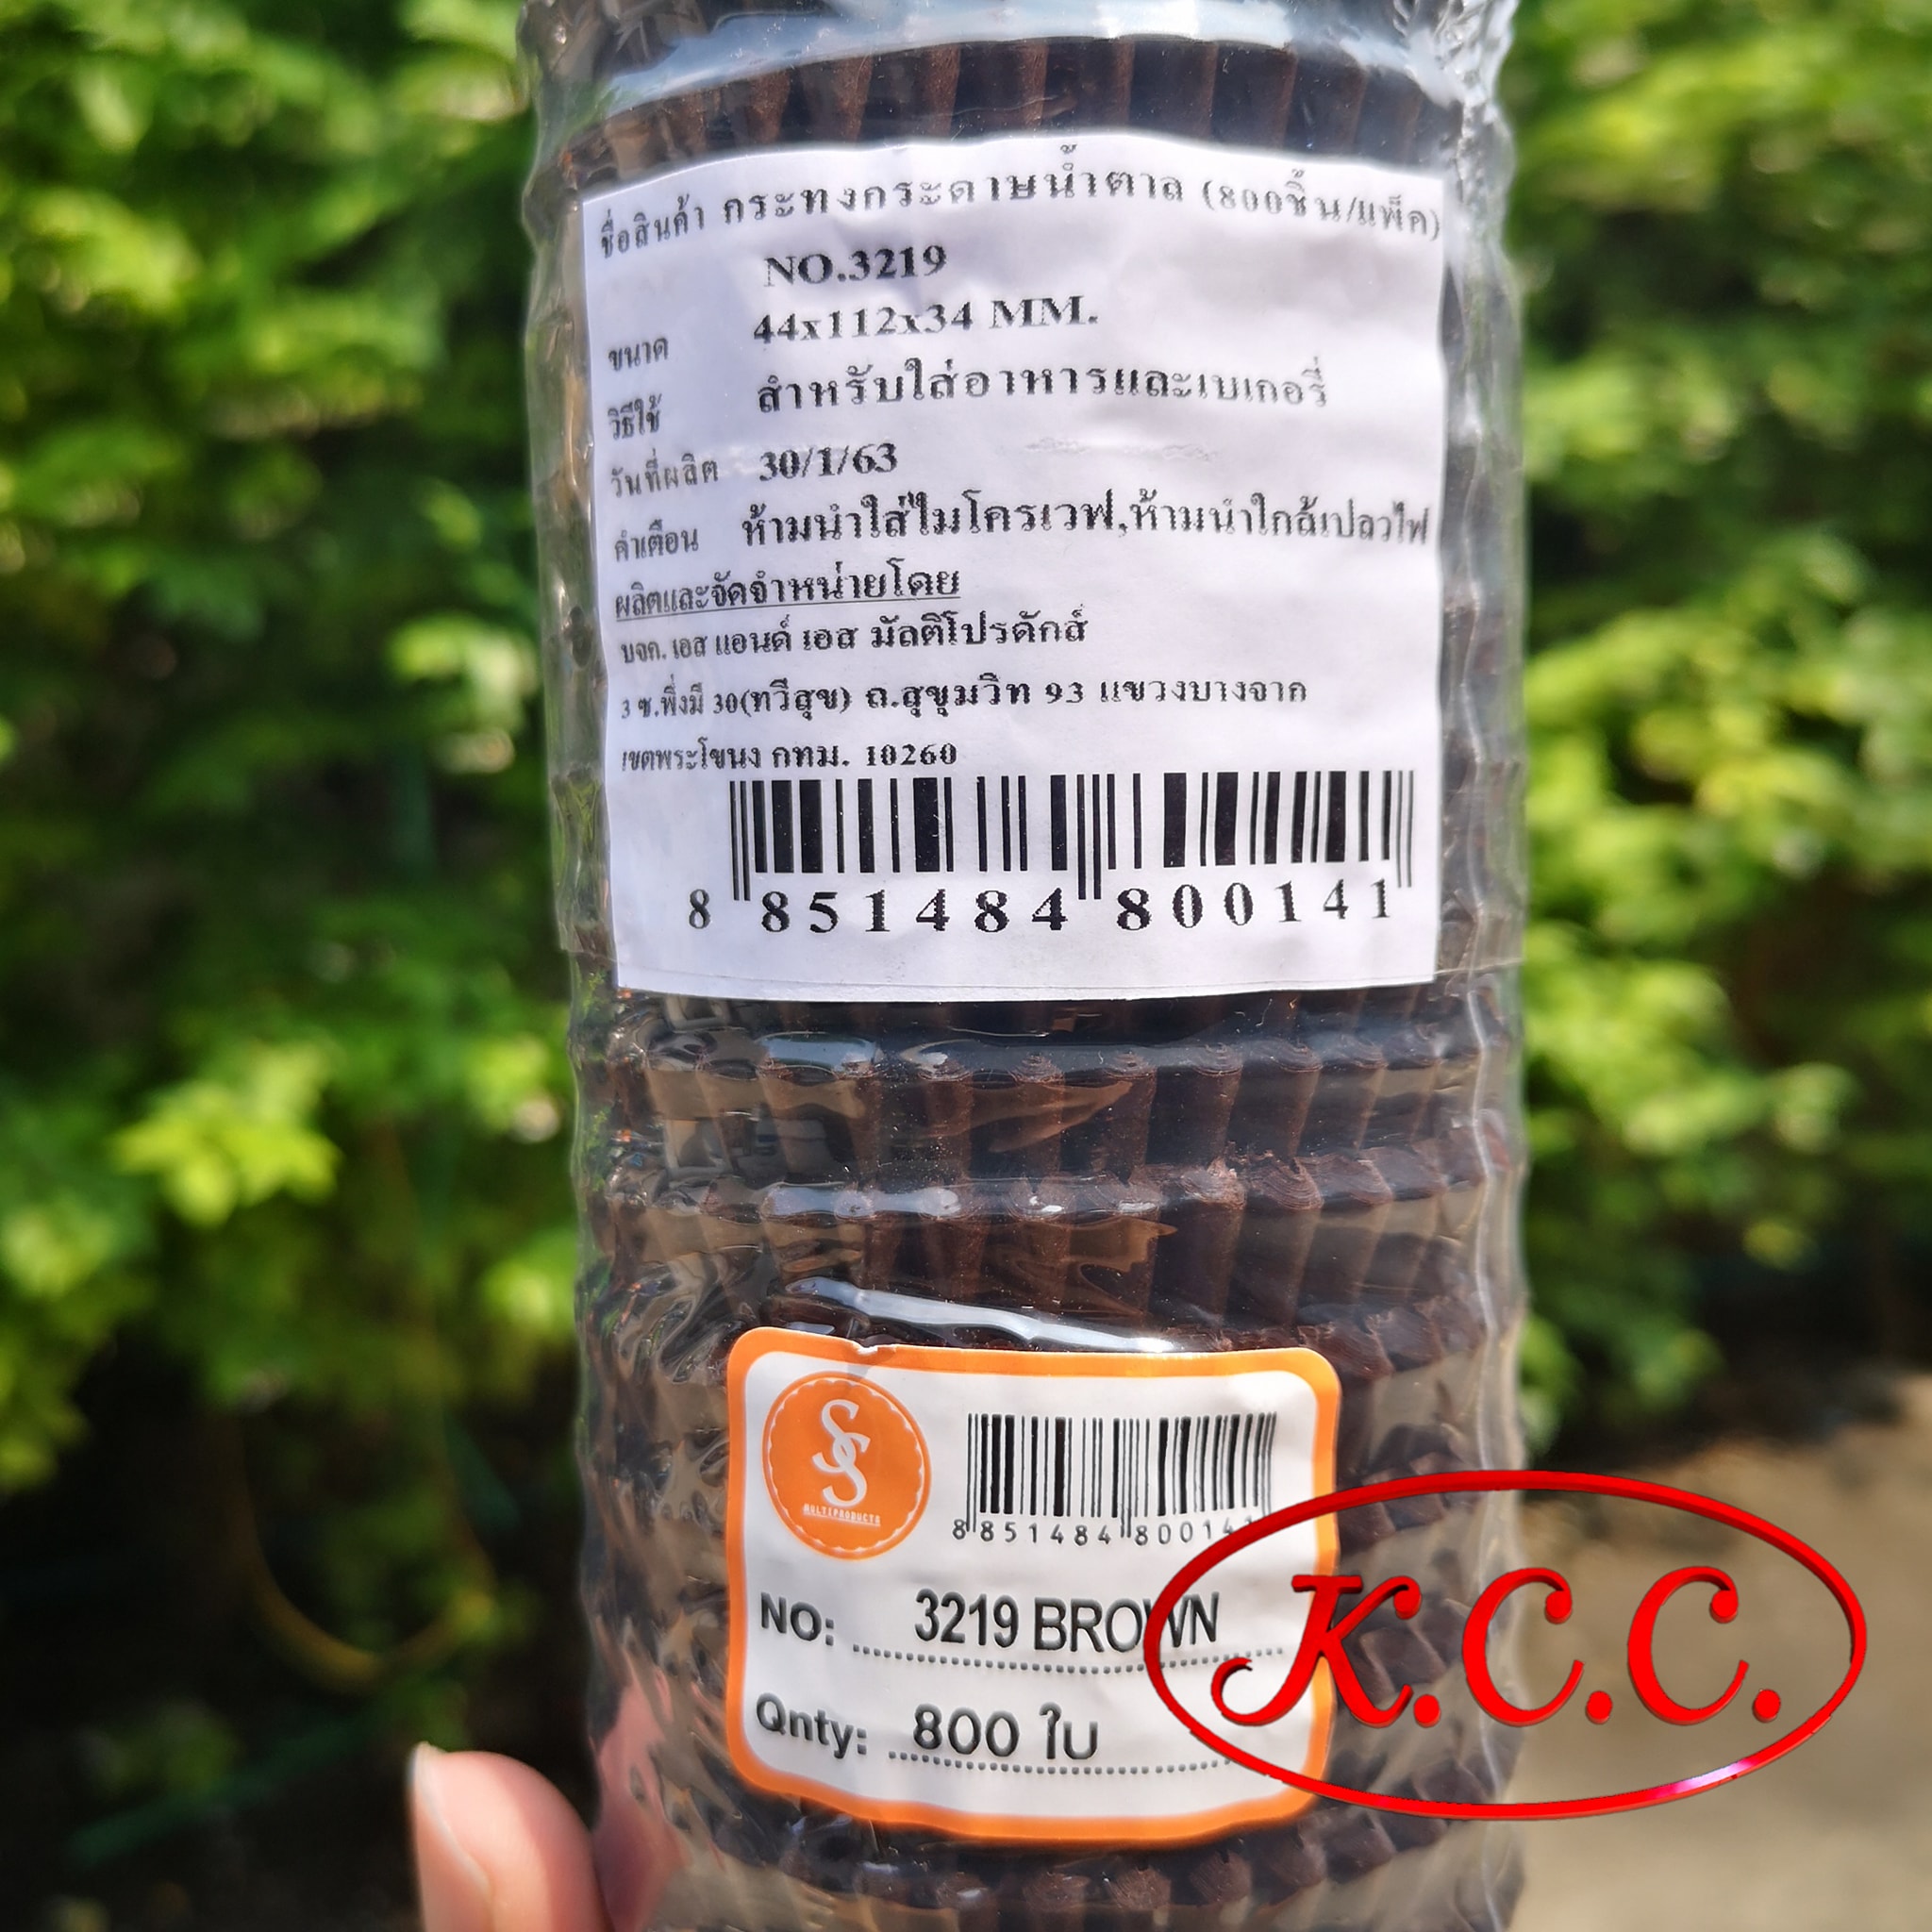 ชื่อสินค้า กระทงกระดาษน้ำตาล (800ชิ้น/แพ็ค)
NO.3219
ขนาด 44x112x34 MM.
วิธีใช้ สำหรับใส่อาหารและเบเกอรี่
วันที่ผลิต 30/1/63
คำเตือน ห้ามนำใส่ไมโครเวฟ,ห้ามนำใกล้เปลวไฟ
ผลิตและจัดจำหน่ายโดย
บจก. เอส แอนด์ เอส มัลติโปรดักส์
3 ซ.พึ่งมี 30(ทวีสุข) ถ.สุขุมวิท 93 แขวงบางจาก
เขตพระโขนง กทม. 10260
8 851484 800141
SS
MULTIPRODUCTS
8 851484 800141
NO: 3219 BROWN
Qnty: 800 ใบ
K.C.C.